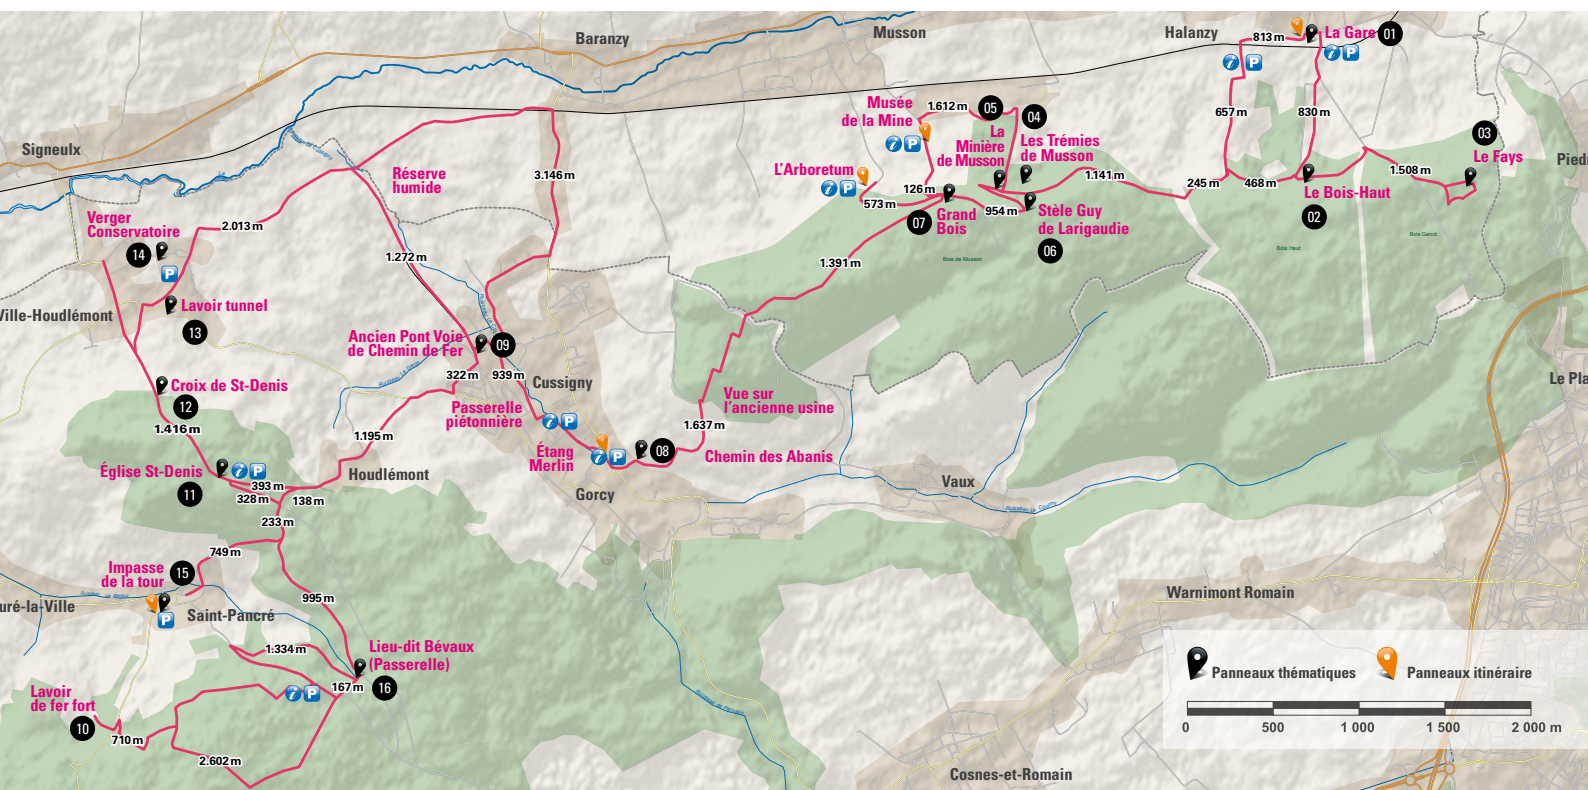 Baranzy
Musson
Halanzy
813 m
La Gare
01
i P
i P
Signeulx
Musée
de la Mine
1.612 m
05
04
La
Minière
de Musson
Les Trémies
de Musson
i P
657 m
830 m
03
Le Fays
Réserve
humide
3.146 m
L'Arboretum
i P
573 m
126 m
954 m
1.141 m
245 m
468 m
Le Bois-Haut
02
1.508 m
Verger
Conservatoire
14
P
2.013 m
07
Grand
Bois
Stèle Guy
de Larigaudie
06
Bois de Musson
Bois Haut
1.272 m
1.391 m
Ville-Houdlémont
Lavoir tunnel
13
Ancien Pont Voie
de Chemin de Fer
09
322 m
939 m
Cussigny
Le Pla
Croix de St-Denis
12
1.416 m
Passerelle
piétonnière
i P
Vue sur
l'ancienne usine
1.637 m
1.195 m
Étang
Merlin
i P
08
Chemin des Abanis
Église St-Denis
11
i P
393 m
328 m
138 m
Houdlémont
Gorcy
Vaux
233 m
749 m
Impasse
de la tour
15
P
uré-la-Ville
Saint-Pancré
995 m
Warnimont Romain
1.334 m
Lieu-dit Bévaux
(Passerelle)
167 m
16
i P
Lavoir
de fer fort
10
710 m
2.602 m
Cosnes-et-Romain
Panneaux thématiques
Panneaux itinéraire
0 500 1 000 1 500 2 000 m